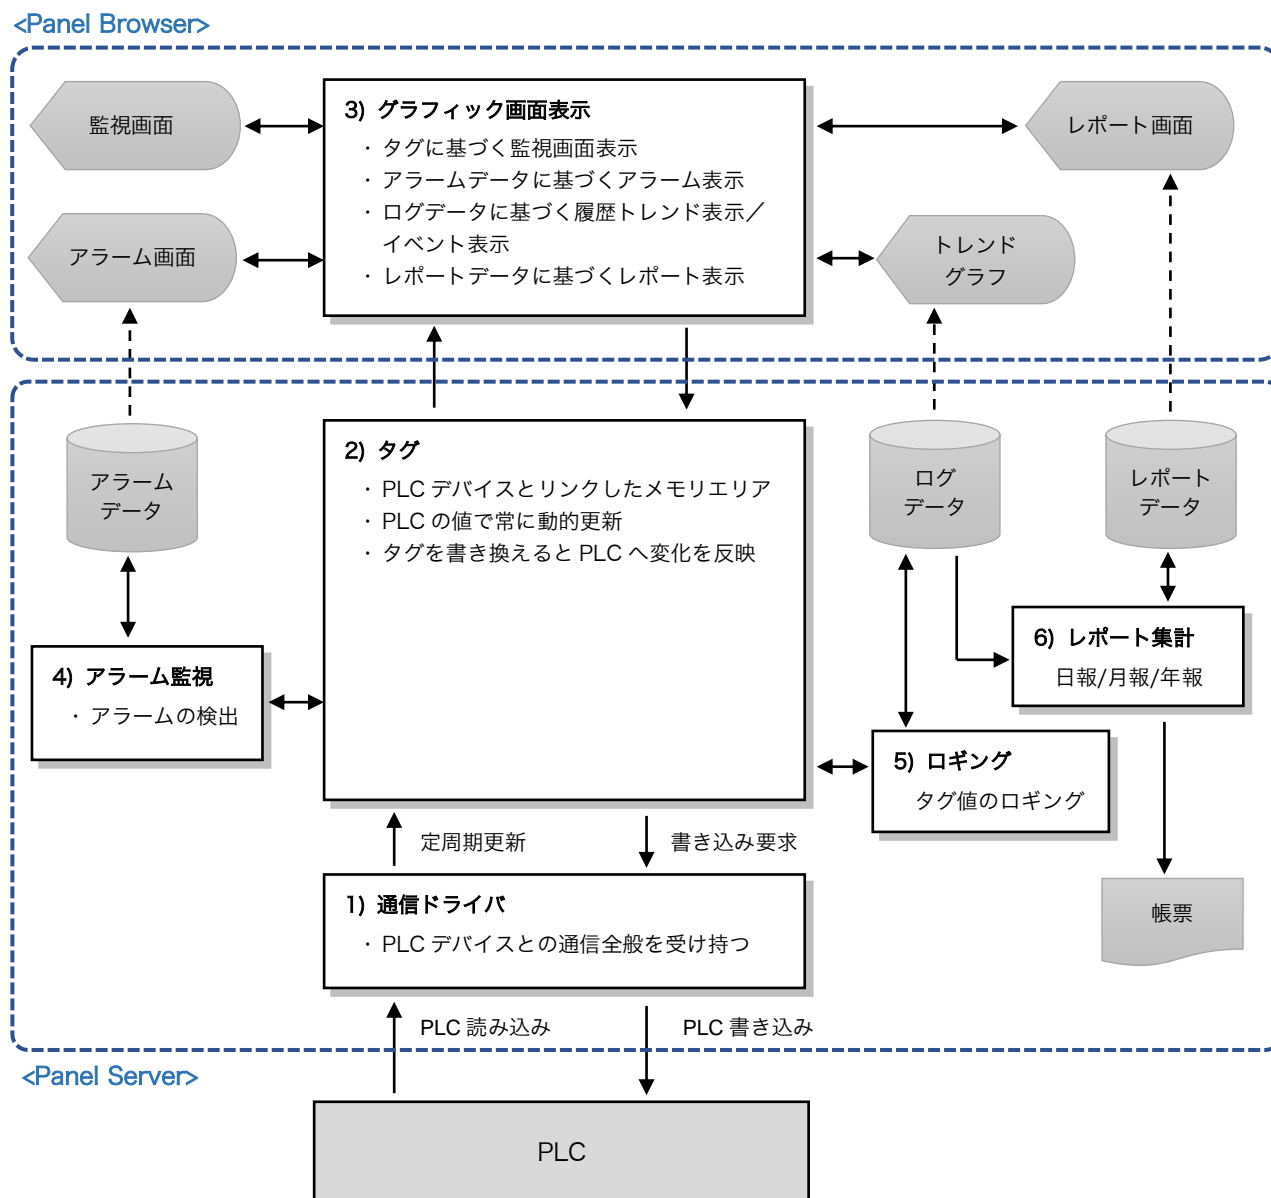 <Panel Browser>
監視画面
3) グラフィック画面表示
・タグに基づく監視画面表示
・アラームデータに基づくアラーム表示
・ログデータに基づく履歴トレンド表示／
イベント表示
・レポートデータに基づくレポート表示
レポート画面
アラーム画面
トレンド
グラフ
アラーム
データ
2) タグ
・PLC デバイスとリンクしたメモリエリア
・PLC の値で常に動的更新
・タグを書き換えると PLC へ変化を反映
ログ
データ
レポート
データ
4) アラーム監視
・アラームの検出
6) レポート集計
日報/月報/年報
5) ロギング
タグ値のロギング
定周期更新
書き込み要求
1) 通信ドライバ
・PLC デバイスとの通信全般を受け持つ
帳票
PLC 読み込み
PLC 書き込み
<Panel Server>
PLC